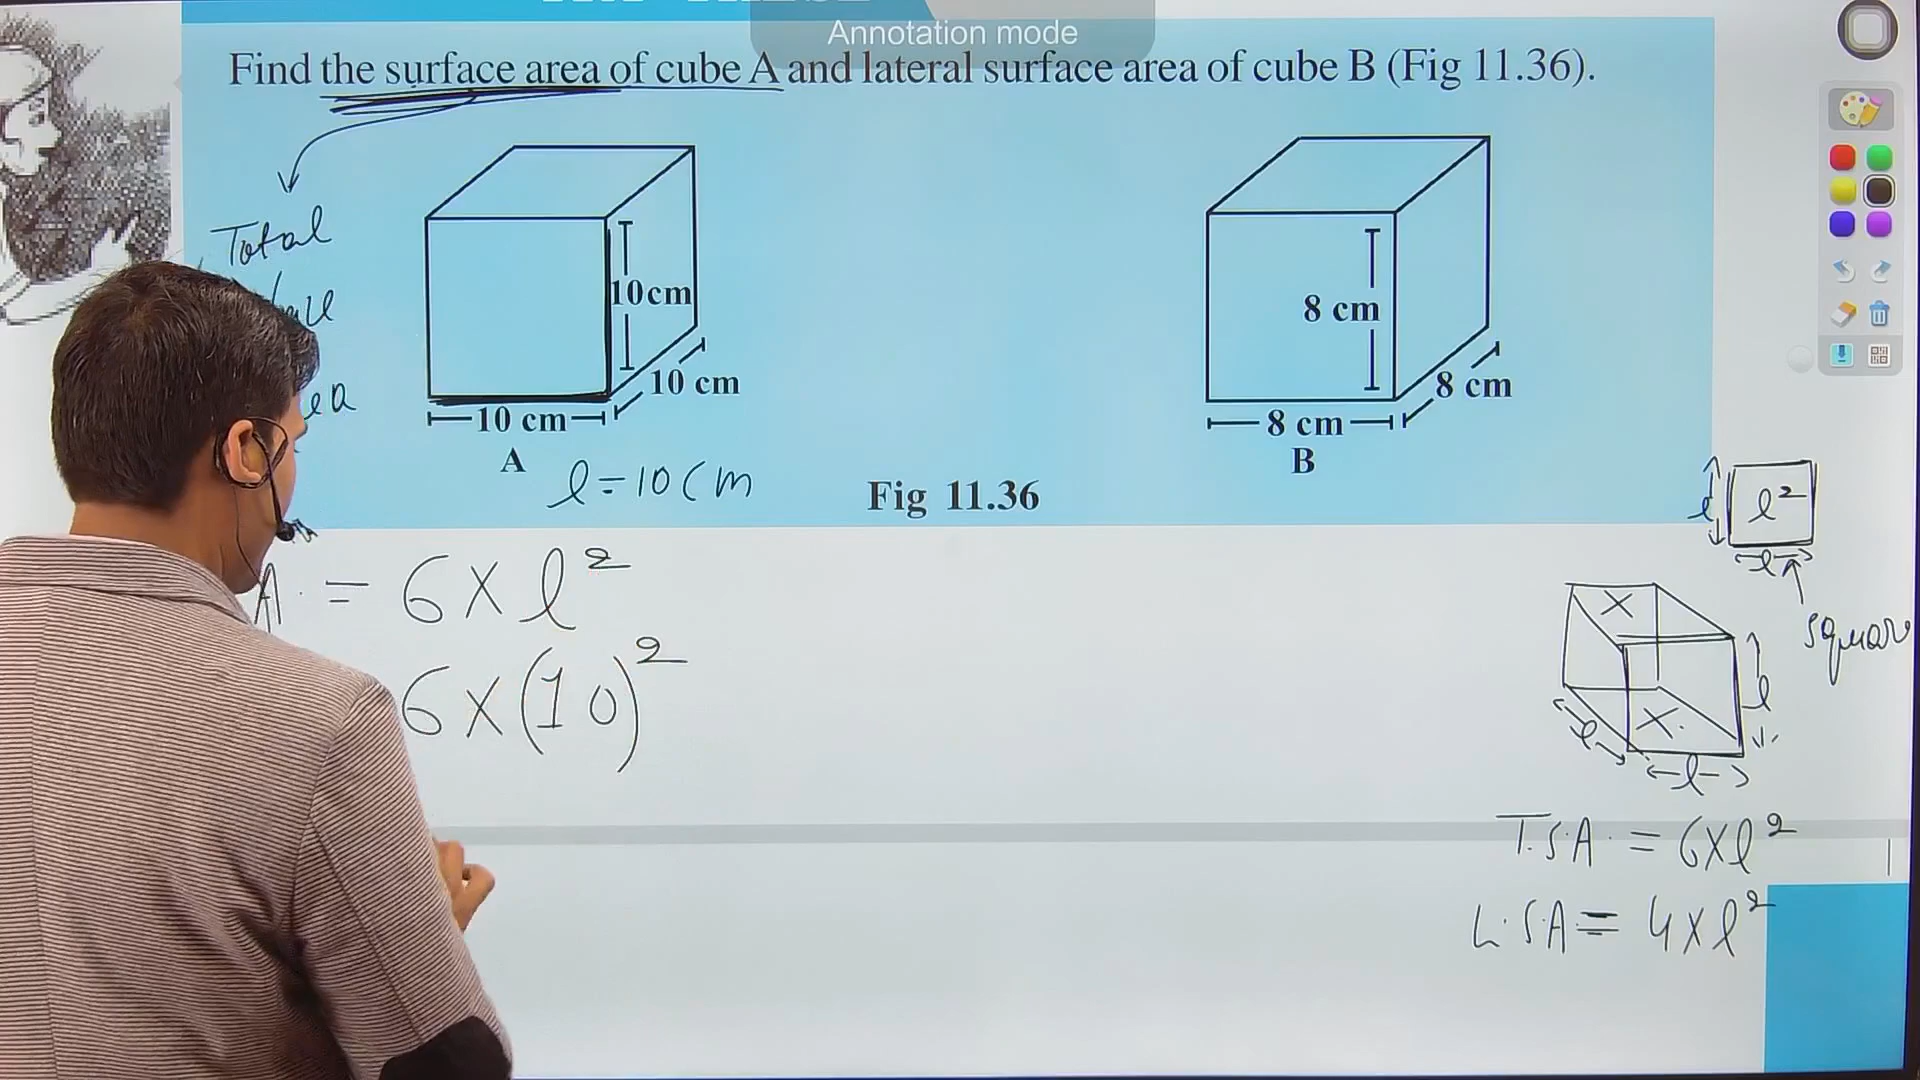 Annotation mode
Find the surface area of cube A and lateral surface area of cube B (Fig 11.36).
Total
10cm
10 cm
10 cm
A
l=10cm
8 cm
8 cm
8 cm
B
Fig 11.36
l
l²
l
square
A. = 6×l²
6×(10)²
X
X.
l
l
l
T.S.A. = 6×l²
L.S.A = 4×l²